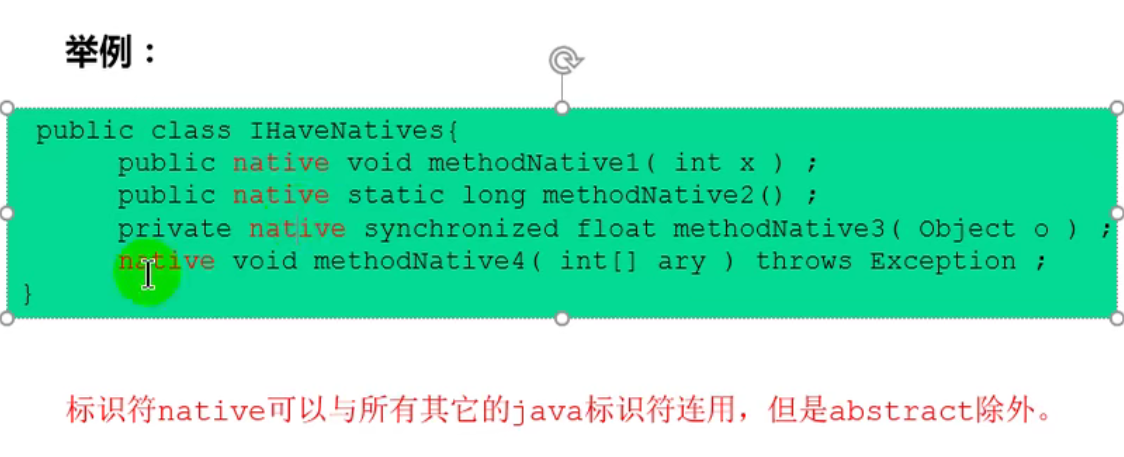 举例：
public class IHaveNatives{
public native void methodNative1( int x ) ;
public native static long methodNative2() ;
private native synchronized float methodNative3( Object o ) ;
native void methodNative4( int[] ary ) throws Exception ;
}
标识符native可以与所有其它的java标识符连用，但是abstract除外。